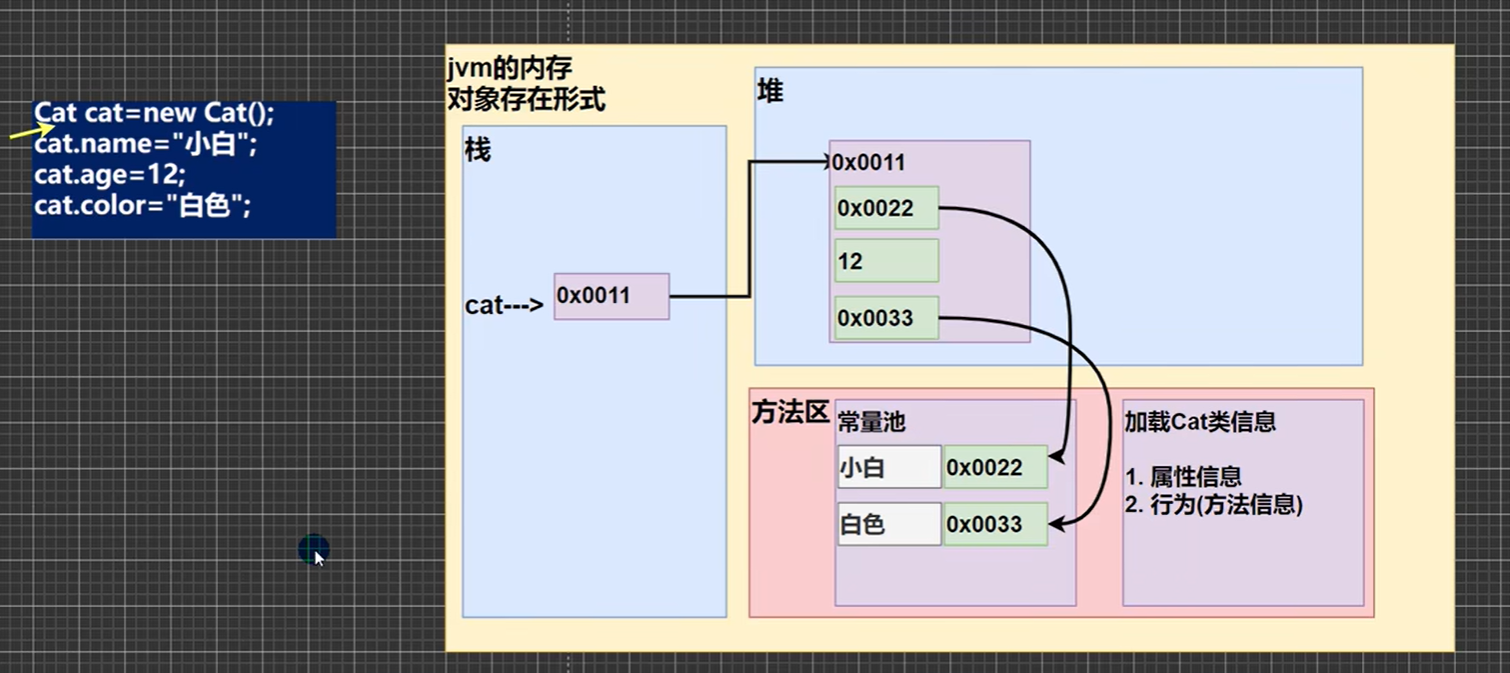 Cat cat=new Cat();
cat.name="小白";
cat.age=12;
cat.color="白色";
jvm的内存
对象存在形式
栈
cat--->
0x0011
堆
0x0011
0x0022
12
0x0033
方法区
常量池
小白
0x0022
白色
0x0033
加载Cat类信息
1. 属性信息
2. 行为(方法信息)